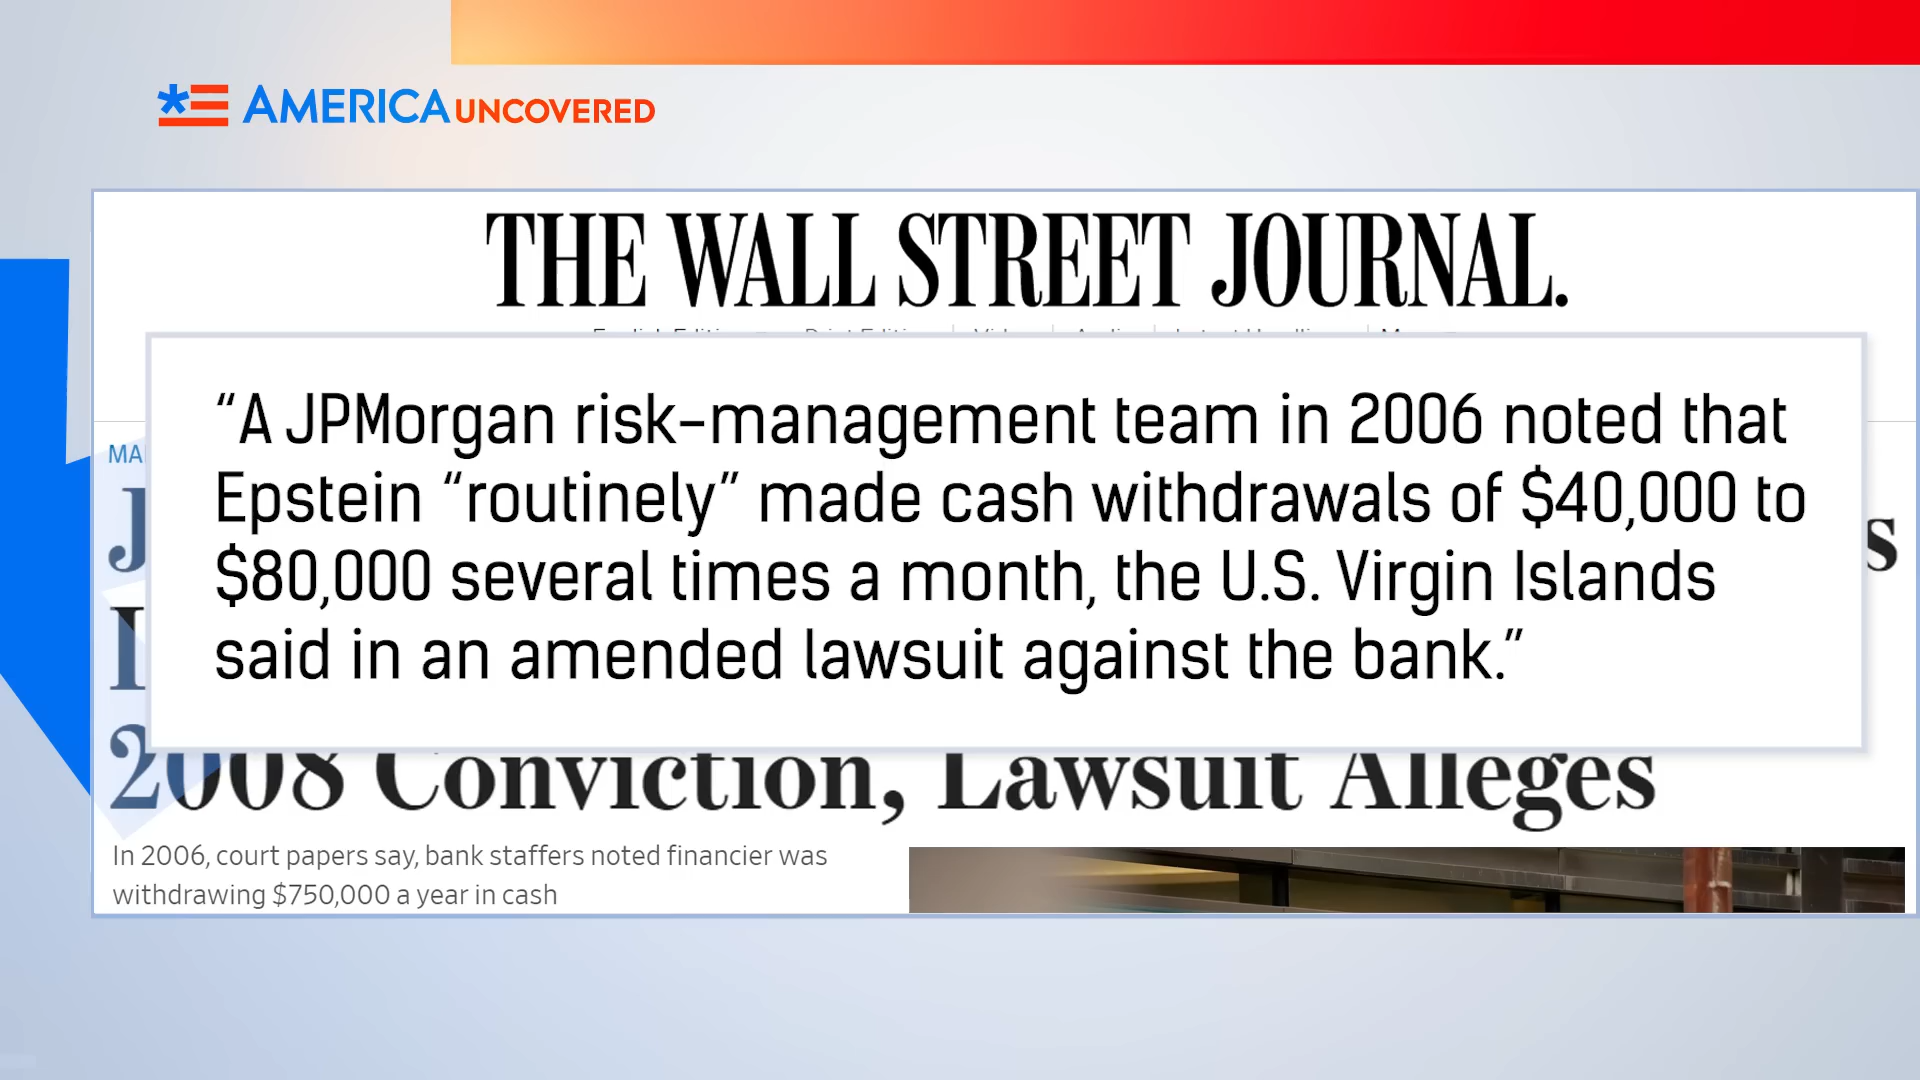 AMERICA UNCOVERED
THE WALL STREET JOURNAL.
“A JPMorgan risk-management team in 2006 noted that
Epstein “routinely” made cash withdrawals of $40,000 to
$80,000 several times a month, the U.S. Virgin Islands
said in an amended lawsuit against the bank.”
2008 Conviction, Lawsuit Alleges
In 2006, court papers say, bank staffers noted financier was
withdrawing $750,000 a year in cash